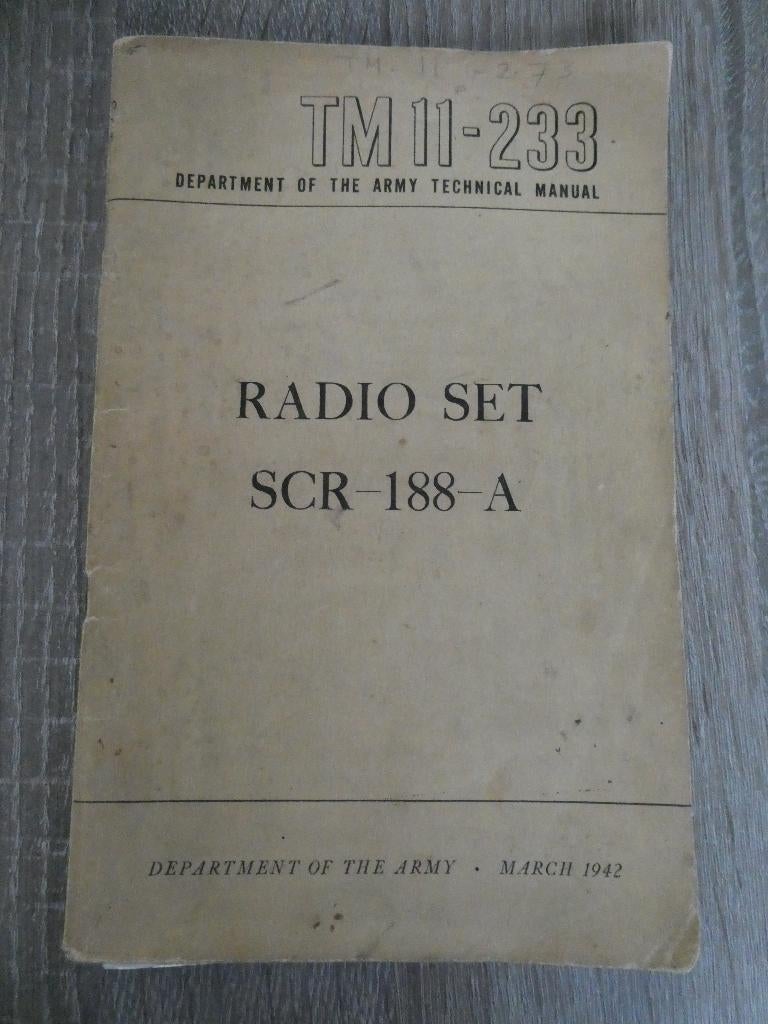 TM 11-233
DEPARTMENT OF THE ARMY TECHNICAL MANUAL
RADIO SET
SCR-188-A
DEPARTMENT OF THE ARMY · MARCH 1942